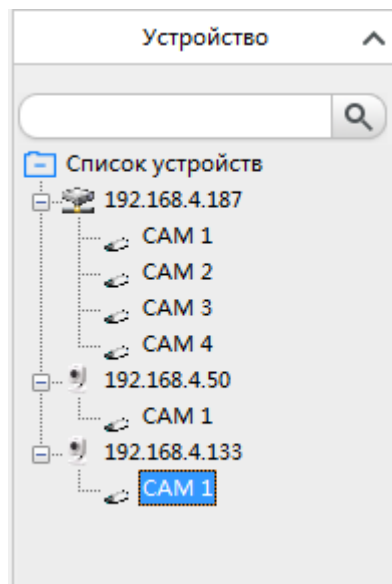 Устройство
Список устройств
192.168.4.187
CAM 1
CAM 2
CAM 3
CAM 4
192.168.4.50
CAM 1
192.168.4.133
CAM 1